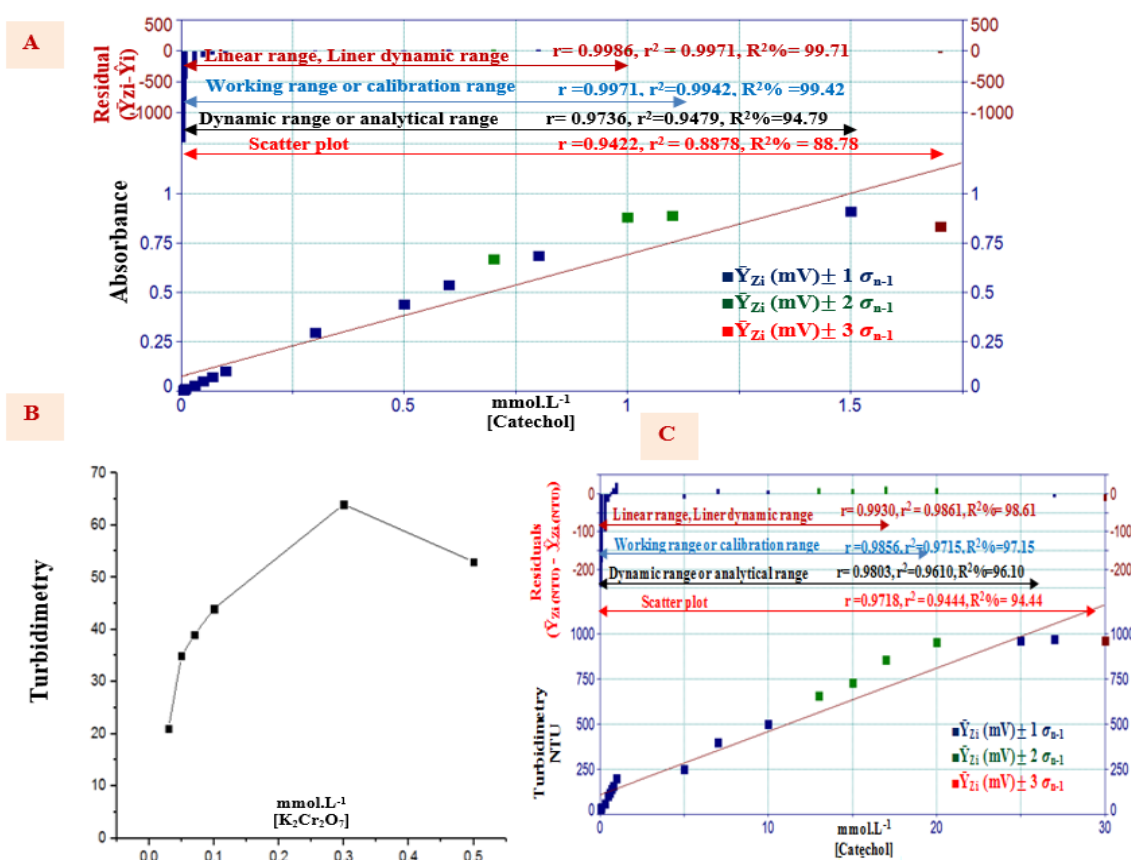 A
Residual
(ȲZi-Ŷi)
500
0
-500
-1000
500
0
-500
-1000
Linear range, Liner dynamic range r= 0.9986, r² = 0.9971, R²%= 99.71
Working range or calibration range r =0.9971, r²=0.9942, R²% =99.42
Dynamic range or analytical range r= 0.9736, r²=0.9479, R²%=94.79
Scatter plot r =0.9422, r² = 0.8878, R²% = 88.78
Absorbance
1
0.75
0.5
0.25
0
1
0.75
0.5
0.25
0
ȲZi (mV)± 1 σn-1
ȲZi (mV)± 2 σn-1
ȲZi (mV)± 3 σn-1
0
0.5
1
1.5
mmol.L⁻¹
[Catechol]
B
Turbidimetry
70
60
50
40
30
20
10
0
mmol.L⁻¹
[K₂Cr₂O₇]
0.0
0.1
0.2
0.3
0.4
0.5
C
Residuals
(ȲZi (NTU) - ŶZi (NTU))
0
-100
-200
0
-100
-200
Linear range, Liner dynamic range r= 0.9930, r² = 0.9861, R²%= 98.61
Working range or calibration range r=0.9856, r²=0.9715, R²%=97.15
Dynamic range or analytical range r= 0.9803, r²=0.9610, R²%=96.10
Scatter plot r =0.9718, r² = 0.9444, R²%= 94.44
Turbidimetry
NTU
1000
750
500
250
0
1000
750
500
250
0
ȲZi (mV)± 1 σn-1
ȲZi (mV)± 2 σn-1
ȲZi (mV)± 3 σn-1
0
10
20
30
mmol.L⁻¹
[Catechol]